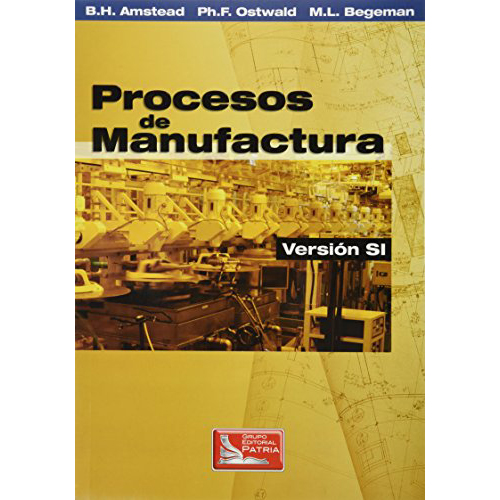 B.H. Amstead Ph.F. Ostwald M.L. Begeman
Procesos
de
Manufactura
Versión SI
GRUPO
EDITORIAL
PATRIA